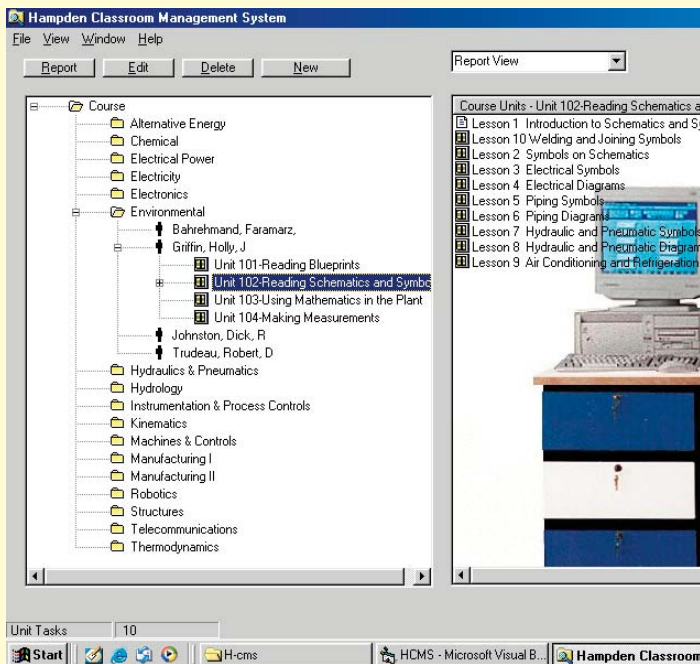 Hampden Classroom Management System
File View Window Help
Report Edit Delete New
Report View
Course
Alternative Energy
Chemical
Electrical Power
Electricity
Electronics
Environmental
Bahrehmand, Faramarz,
Griffin, Holly, J
Unit 101-Reading Blueprints
Unit 102-Reading Schematics and Symbo
Unit 103-Using Mathematics in the Plant
Unit 104-Making Measurements
Johnston, Dick, R
Trudeau, Robert, D
Hydraulics & Pneumatics
Hydrology
Instrumentation & Process Controls
Kinematics
Machines & Controls
Manufacturing I
Manufacturing II
Robotics
Structures
Telecommunications
Thermodynamics
Course Units - Unit 102-Reading Schematics a
Lesson 1 Introduction to Schematics and Sy
Lesson 10 Welding and Joining Symbols
Lesson 2 Symbols on Schematics
Lesson 3 Electrical Symbols
Lesson 4 Electrical Diagrams
Lesson 5 Piping Symbols
Lesson 6 Piping Diagrams
Lesson 7 Hydraulic and Pneumatic Symbols
Lesson 8 Hydraulic and Pneumatic Diagram
Lesson 9 Air Conditioning and Refrigeration
Unit Tasks 10
Start H-cms HCMS - Microsoft Visual B... Hampden Classroom